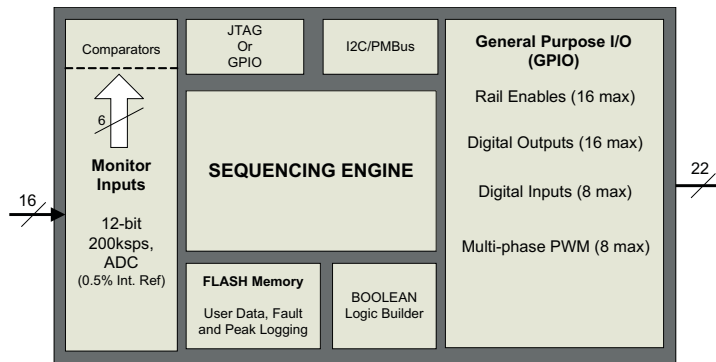 Comparators
6
Monitor
Inputs
16
12-bit
200ksps,
ADC
(0.5% Int. Ref)
JTAG
Or
GPIO
I2C/PMBus
SEQUENCING ENGINE
FLASH Memory
User Data, Fault
and Peak Logging
BOOLEAN
Logic Builder
General Purpose I/O
(GPIO)
Rail Enables (16 max)
Digital Outputs (16 max)
Digital Inputs (8 max)
Multi-phase PWM (8 max)
22